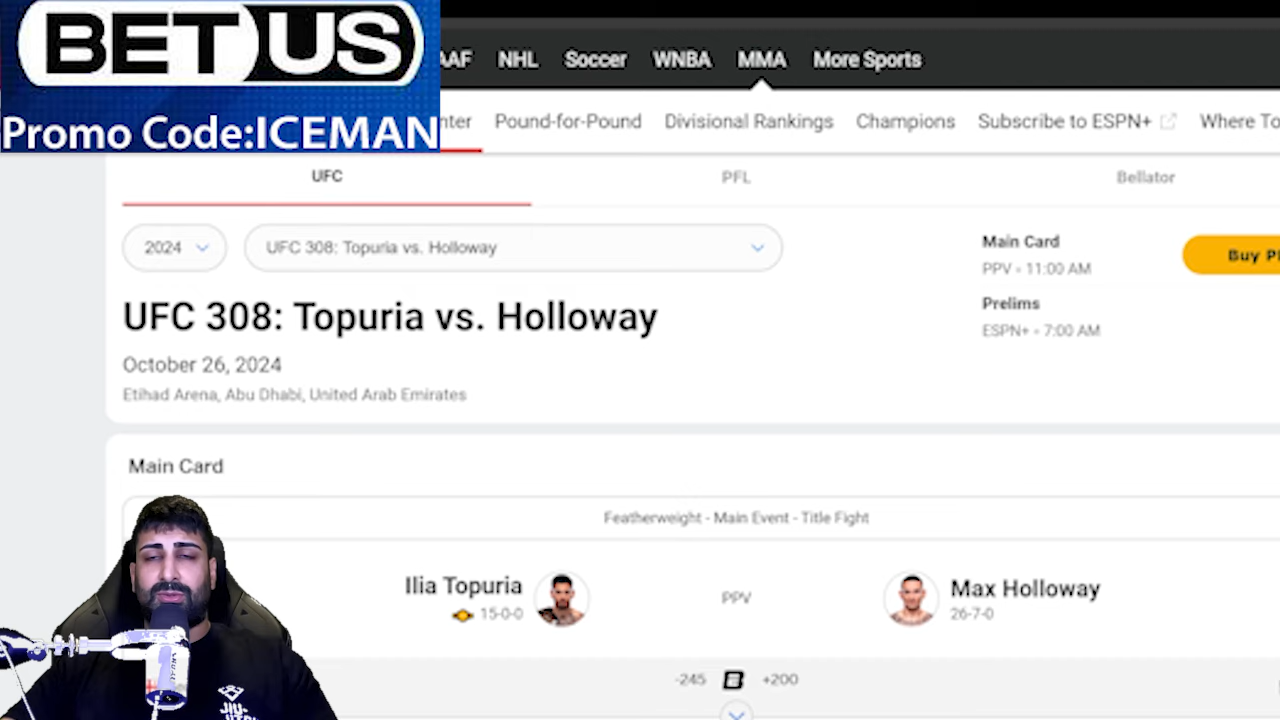 BET US
Promo Code:ICEMAN
AAF NHL Soccer WNBA MMA More Sports
nter Pound-for-Pound Divisional Rankings Champions Subscribe to ESPN+ Where To
UFC PFL Bellator
2024 UFC 308: Topuria vs. Holloway
Main Card
PPV - 11:00 AM
Buy P
Prelims
ESPN+ - 7:00 AM
UFC 308: Topuria vs. Holloway
October 26, 2024
Etihad Arena, Abu Dhabi, United Arab Emirates
Main Card
Featherweight - Main Event - Title Fight
Ilia Topuria PPV Max Holloway
15-0-0 26-7-0
-245 B +200
JIU-